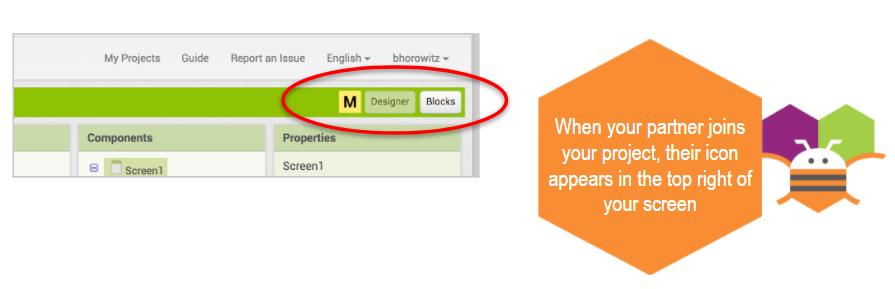 My Projects Guide Report an Issue English bhorowitz
M Designer Blocks
Components Properties
Screen1 Screen1
When your partner joins
your project, their icon
appears in the top right of
your screen